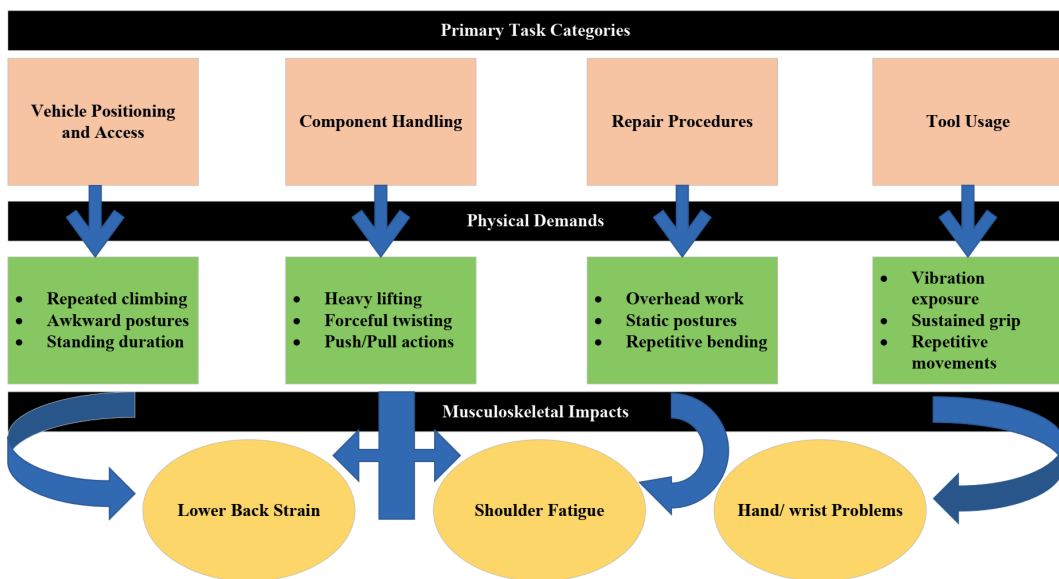 Primary Task Categories
Vehicle Positioning
and Access
Component Handling
Repair Procedures
Tool Usage
Physical Demands
• Repeated climbing
• Awkward postures
• Standing duration
• Heavy lifting
• Forceful twisting
• Push/Pull actions
• Overhead work
• Static postures
• Repetitive bending
• Vibration
exposure
• Sustained grip
• Repetitive
movements
Musculoskeletal Impacts
Lower Back Strain
Shoulder Fatigue
Hand/ wrist Problems